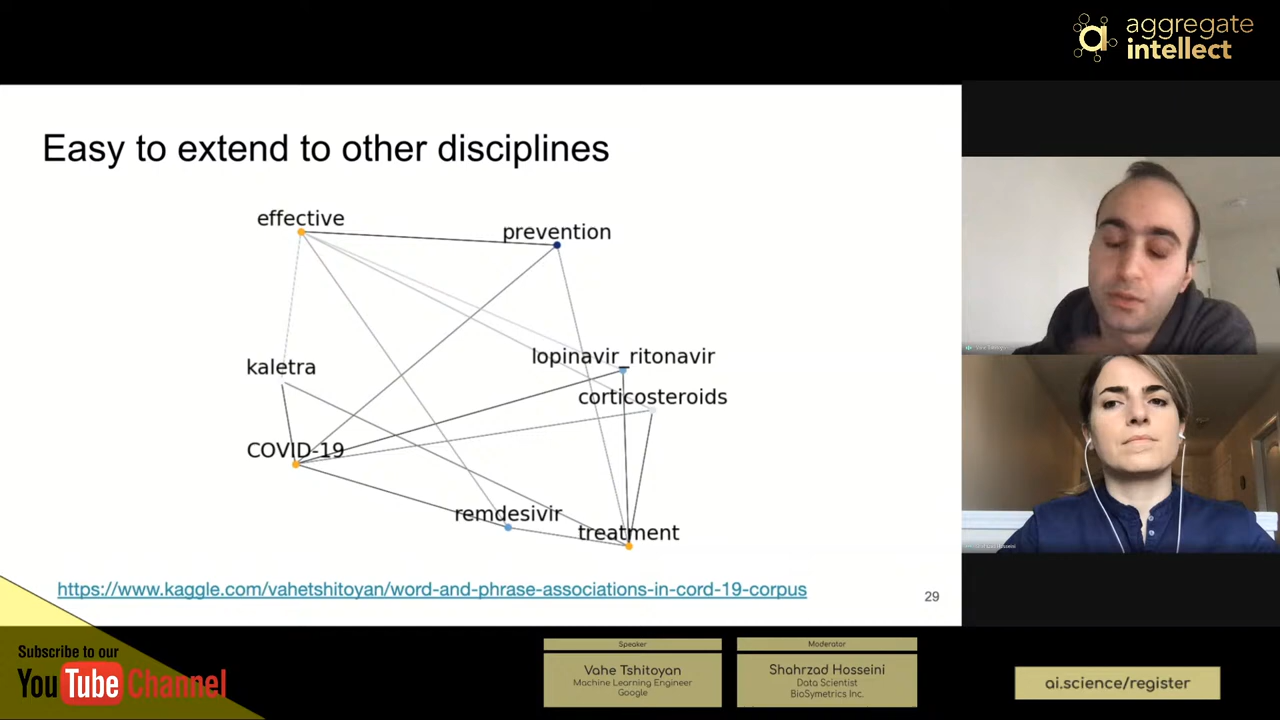 aggregate
intellect
Easy to extend to other disciplines
effective
prevention
kaletra
lopinavir_ritonavir
corticosteroids
COVID-19
remdesivir
treatment
https://www.kaggle.com/vahetshitoyan/word-and-phrase-associations-in-cord-19-corpus
29
Subscribe to our
YouTube Channel
Speaker
Vahe Tshitoyan
Machine Learning Engineer
Google
Moderator
Shahrzad Hosseini
Data Scientist
BioSymetrics Inc.
ai.science/register